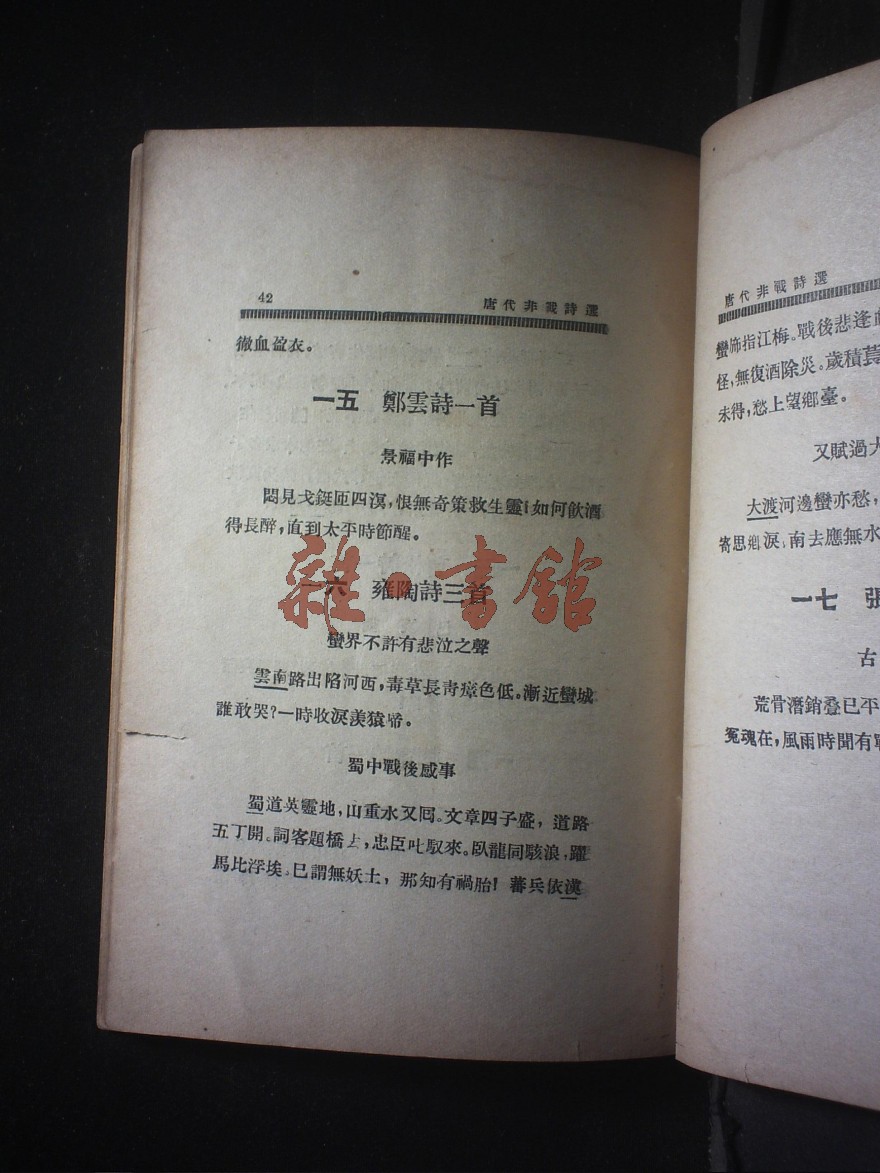 42
唐代非戰詩選
徹血盈衣。
一五 鄭雲詩一首
景福中作
悶見戈鋋匝四溟，恨無奇策救生靈！如何飲酒
得長醉，直到太平時節醒。
一六 雍陶詩三首
蠻界不許有悲泣之聲
雲南路出陷河西，毒草長青瘴色低。漸近蠻城
誰敢哭？一時收淚羨猿啼。
蜀中戰後感事
蜀道英靈地，山重水又囘。文章四子盛，道路
五丁開。詞客題橋上，忠臣叱馭來。臥龍同駭浪，躍
馬比浮埃。已謂無妖土，那知有禍胎！蕃兵依漢
雜·書館
唐代非戰詩選
蠻飾指江梅。戰後悲逢
怪，無復酒除災。歲積萇
未得，愁上望鄉臺。
又賦過大
大渡河邊蠻亦愁，
寄思鄉淚，南去應無水
一七 張
古
荒骨潛銷壘已平
冤魂在，風雨時聞有